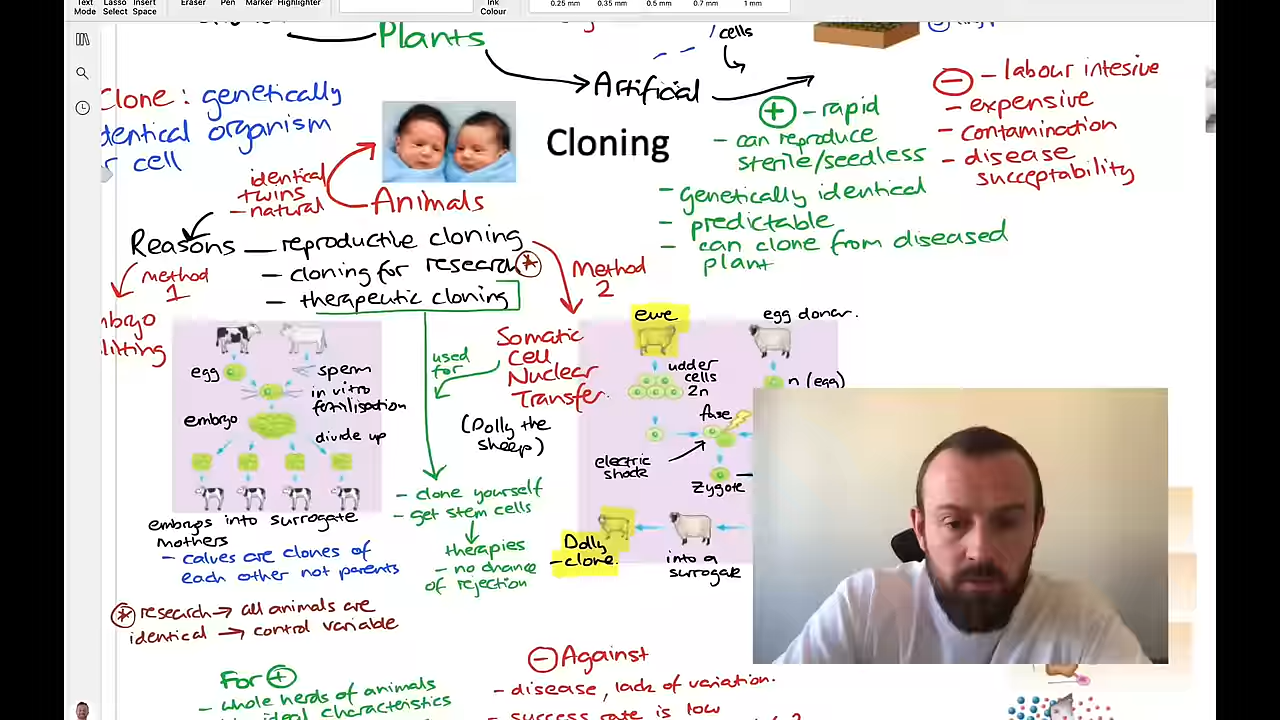 Text Mode
Lasso Select
Insert Space
Eraser
Pen
Marker
Highlighter
Ink Colour
0.25 mm
0.35 mm
0.5 mm
0.7 mm
1 mm
Plants
cells
Artificial
Clone : genetically
dentical organism
cell
Cloning
+ - rapid
- can reproduce
sterile/seedless
- genetically identical
- predictable
- can clone from diseased
plant
- - labour intesive
- expensive
- contamination
- disease
succeptability
identical
twins
- natural
Animals
Reasons - reproductive cloning
- cloning for research *
- therapeutic cloning
Method
1
Method
2
mbryo
litting
egg
sperm
in vitro
fertilisation
embryo
divide up
embryos into surrogate
mothers
- calves are clones of
each other not parents
used
for
Somatic
Cell
Nuclear
Transfer.
(Dolly the
sheep)
- clone yourself
- get stem cells
therapies
- no chance
of rejection
ewe
egg donar.
udder
cells
2n
n (egg)
fuse
electric
shock
Zygote
Dolly
- clone.
into a
surrogate
* research → all animals are
identical → control variable
For +
- whole herds of animals
ideal characteristics
- Against
- disease, lack of variation.
- success rate is low